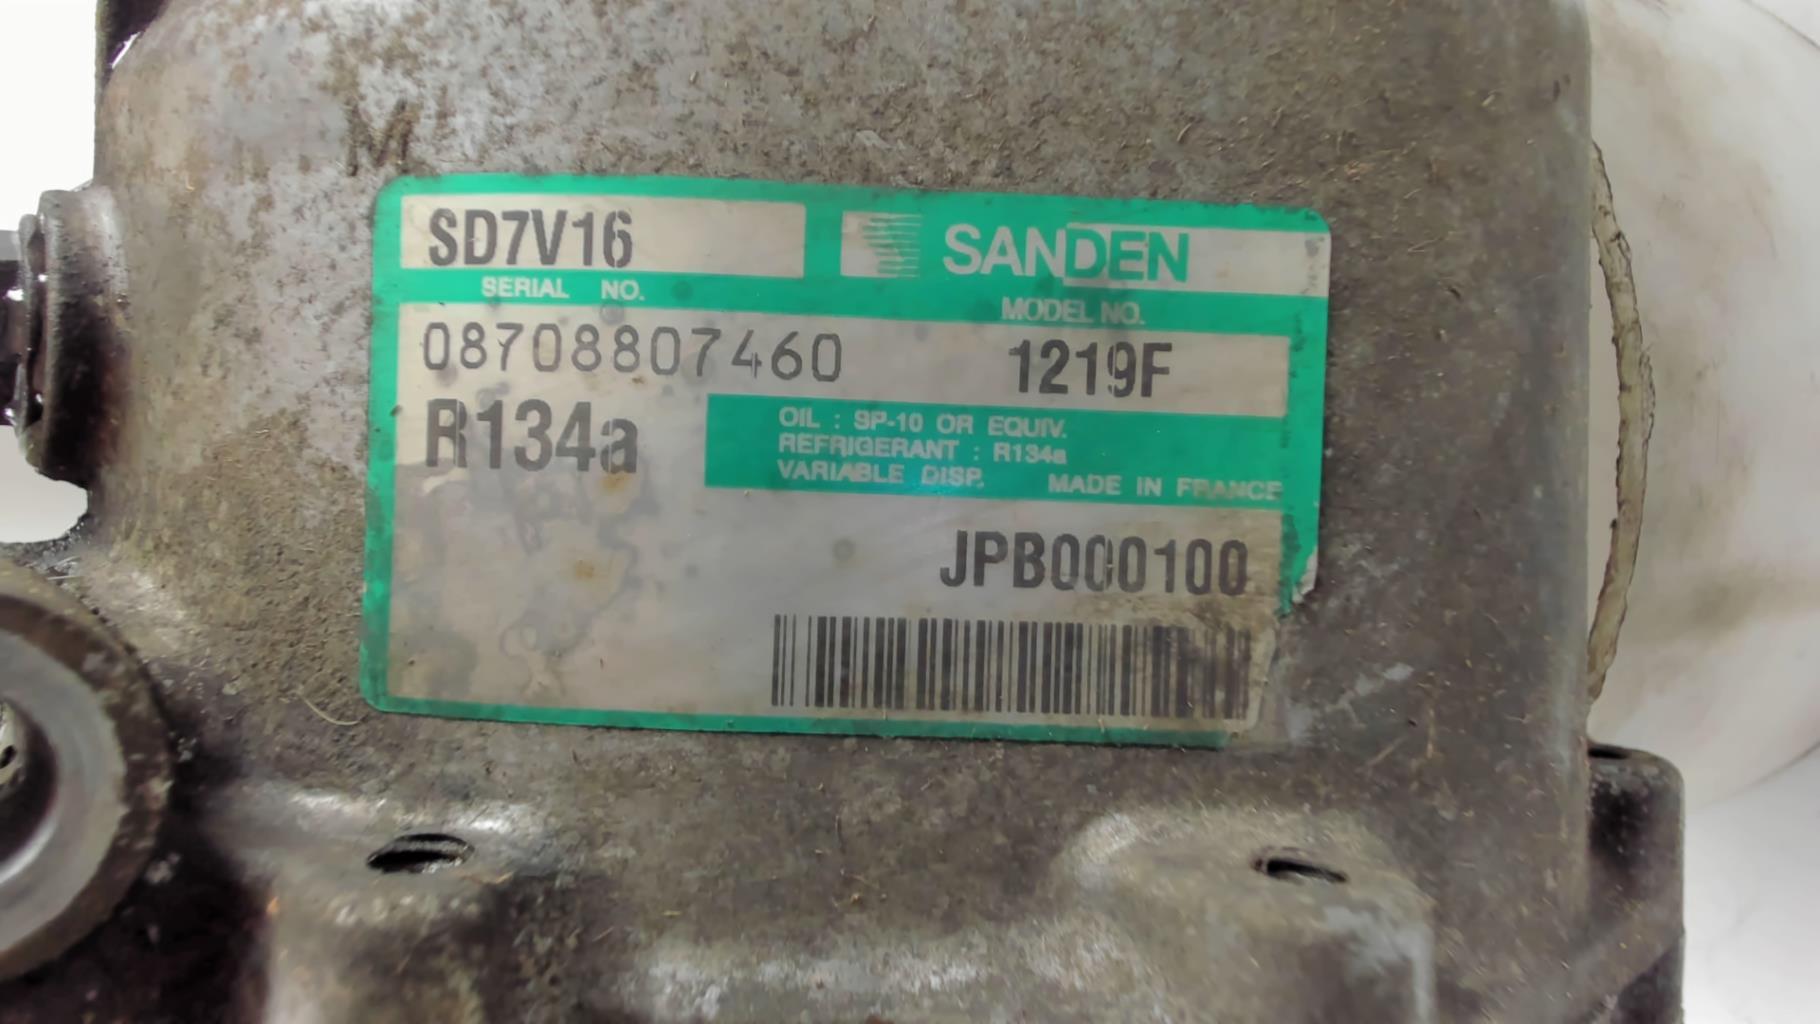 M
SD7V16
SANDEN
SERIAL NO.
MODEL NO.
08708807460
1219F
R134a
OIL : SP-10 OR EQUIV.
REFRIGERANT : R134a
VARIABLE DISP. MADE IN FRANCE
JPB000100